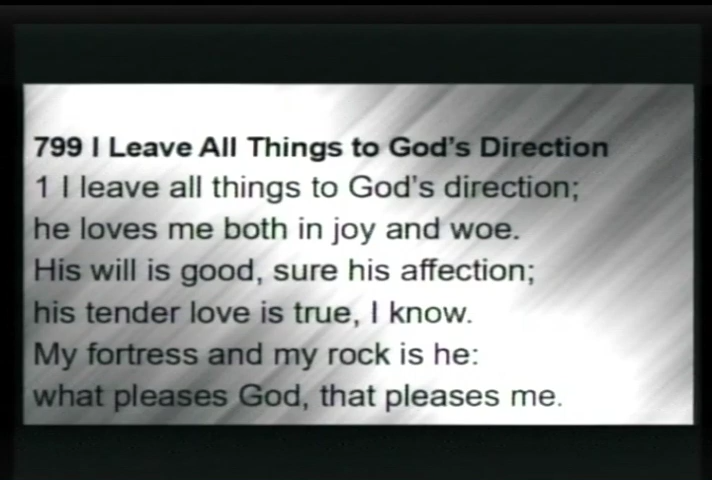 799 I Leave All Things to God's Direction
1 I leave all things to God's direction;
he loves me both in joy and woe.
His will is good, sure his affection;
his tender love is true, I know.
My fortress and my rock is he:
what pleases God, that pleases me.